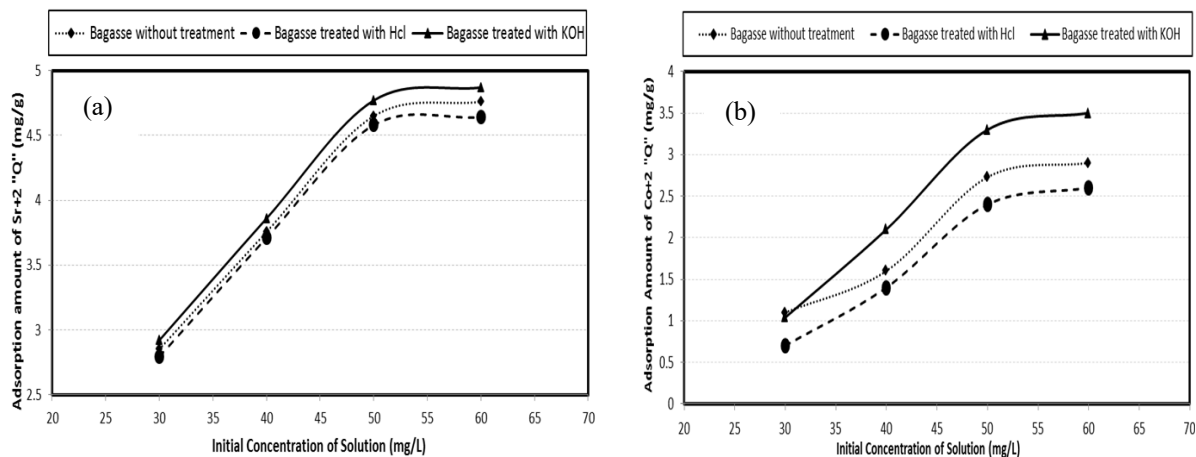 Bagasse without treatment Bagasse treated with Hcl Bagasse treated with KOH
(a)
Adsorption amount of Sr+2 "Q" (mg/g)
5
4.5
4
3.5
3
2.5
20 25 30 35 40 45 50 55 60 65 70
Initial Concentration of Solution (mg/L)
Bagasse without treatment Bagasse treated with Hcl Bagasse treated with KOH
(b)
Adsorption Amount of Co+2 "Q" (mg/g)
4
3.5
3
2.5
2
1.5
1
0.5
0
20 25 30 35 40 45 50 55 60 65 70
Initial Concentration of Solution (mg/L)